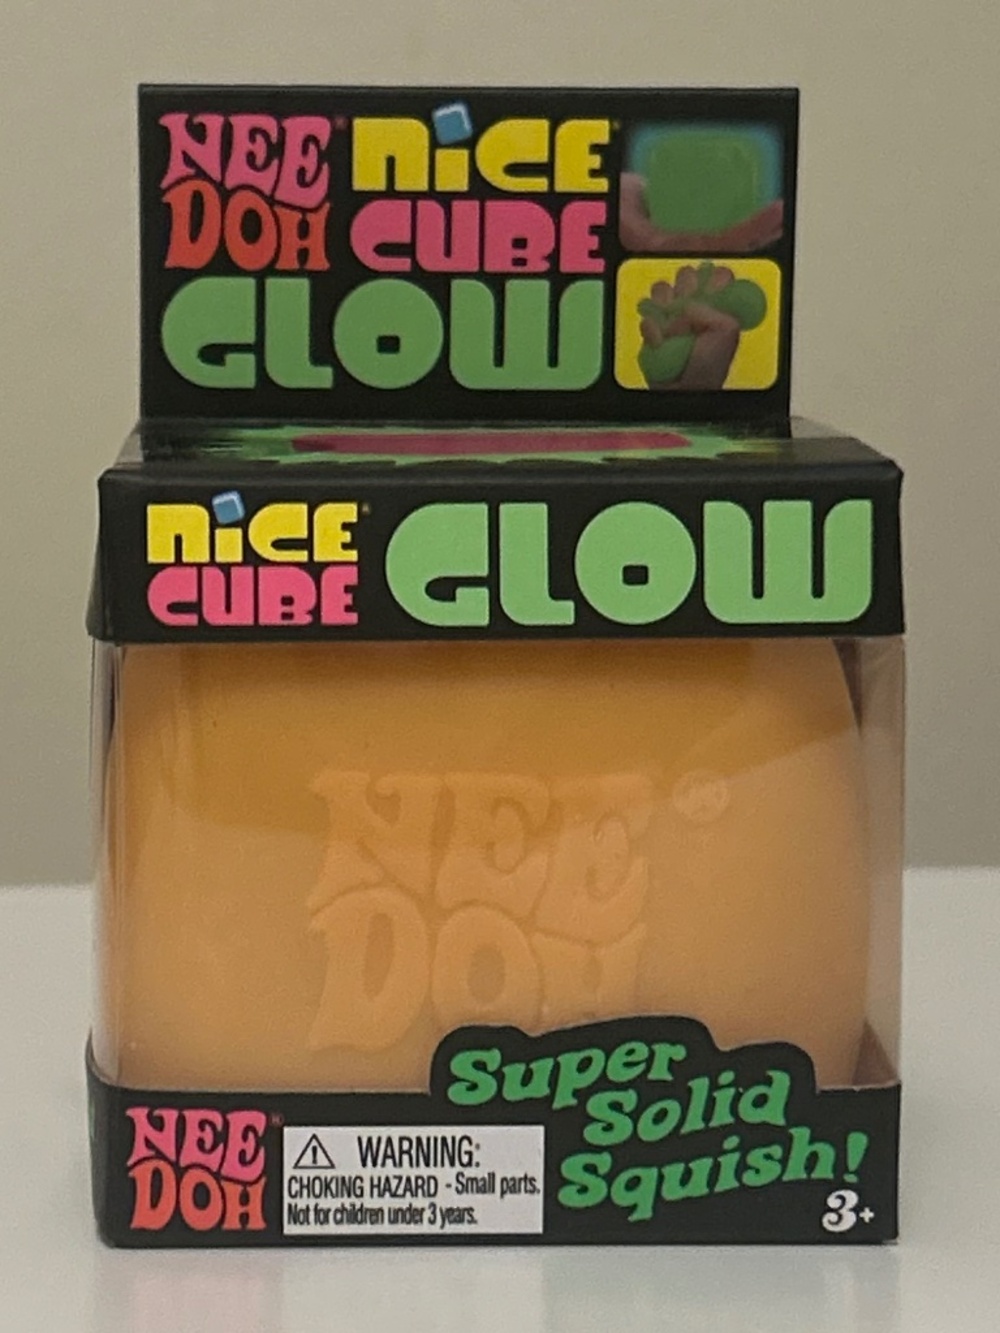 NEE® NICE®
DOH CUBE
GLOW
NICE® GLOW
CUBE
NEE®
DOH
Super
Solid
Squish!
NEE®
DOH
WARNING:
CHOKING HAZARD - Small parts.
Not for children under 3 years.
3+